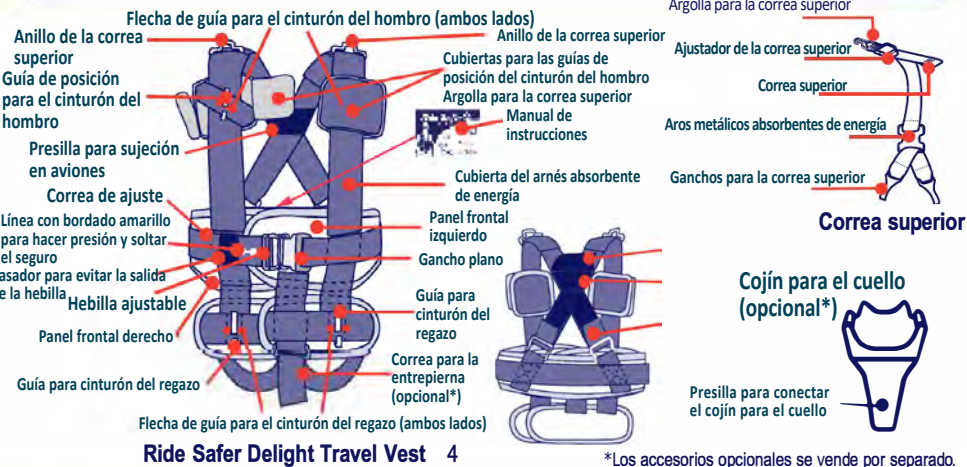 Flecha de guía para el cinturón del hombro (ambos lados)
Anillo de la correa
superior
Guía de posición
para el cinturón del
hombro
Presilla para sujeción
en aviones
Correa de ajuste
Línea con bordado amarillo
para hacer presión y soltar
el seguro
asador para evitar la salida
e la hebilla
Hebilla ajustable
Panel frontal derecho
Guía para cinturón del regazo
Anillo de la correa superior
Cubiertas para las guías de
posición del cinturón del hombro
Argolla para la correa superior
Manual de
instrucciones
Cubierta del arnés absorbente
de energía
Panel frontal
izquierdo
Gancho plano
Guía para
cinturón del
regazo
Correa para la
entrepierna
(opcional*)
Flecha de guía para el cinturón del regazo (ambos lados)
Ride Safer Delight Travel Vest 4
Argolla para la correa superior
Ajustador de la correa superior
Correa superior
Aros metálicos absorbentes de energía
Ganchos para la correa superior
Correa superior
Cojín para el cuello
(opcional*)
Presilla para conectar
el cojín para el cuello
*Los accesorios opcionales se vende por separado.